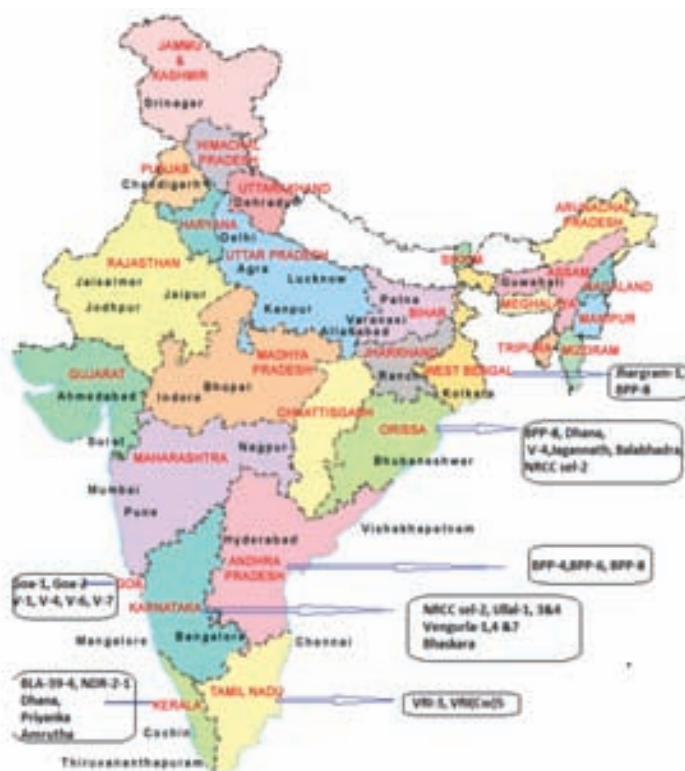 JAMMU
&
KASHMIR
Srinagar
HIMACHAL
PRADESH
PUNJAB
Chandigarh
UTTARAKHAND
Dehradun
HARYANA
Delhi
ARUNACHAL
PRADESH
RAJASTHAN
Jaisalmer
Jodhpur
Jaipur
UTTAR PRADESH
Agra
Lucknow
Kanpur
Allahabad
Varanasi
Patna
BIHAR
SIKKIM
Guwahati
ASSAM
NAGALAND
MEGHALAYA
MANIPUR
TRIPURA
MIZORAM
GUJARAT
Ahmedabad
Surat
MADHYA
PRADESH
Indore
Bhopal
JHARKHAND
Ranchi
WEST BENGAL
Kolkata
Jhargram-1,
BPP-8
CHHATTISGARH
ORISSA
Bhubaneshwar
BPP-8, Dhana,
V-4,Jagannath, Balabhadra,
NRCC sel-2
MAHARASHTRA
Nagpur
Mumbai
Pune
Hyderabad
Vishakhapatnam
ANDHRA
PRADESH
BPP-4,BPP-6, BPP-8
GOA
Goa-1, Goa-2
V-1, V-4, V-6, V-7
KARNATAKA
Mangalore
Bangalore
Chennai
NRCC sel-2, Ullal-1, 3&4
Vengurla-1,4 &7
Bhaskara
BLA-39-4, NDR-2-1
Dhana,
Priyanka
Amrutha
KERALA
TAMIL NADU
VRI-3, VRI(Cw)5
Cochin
Thiruvananthapuram